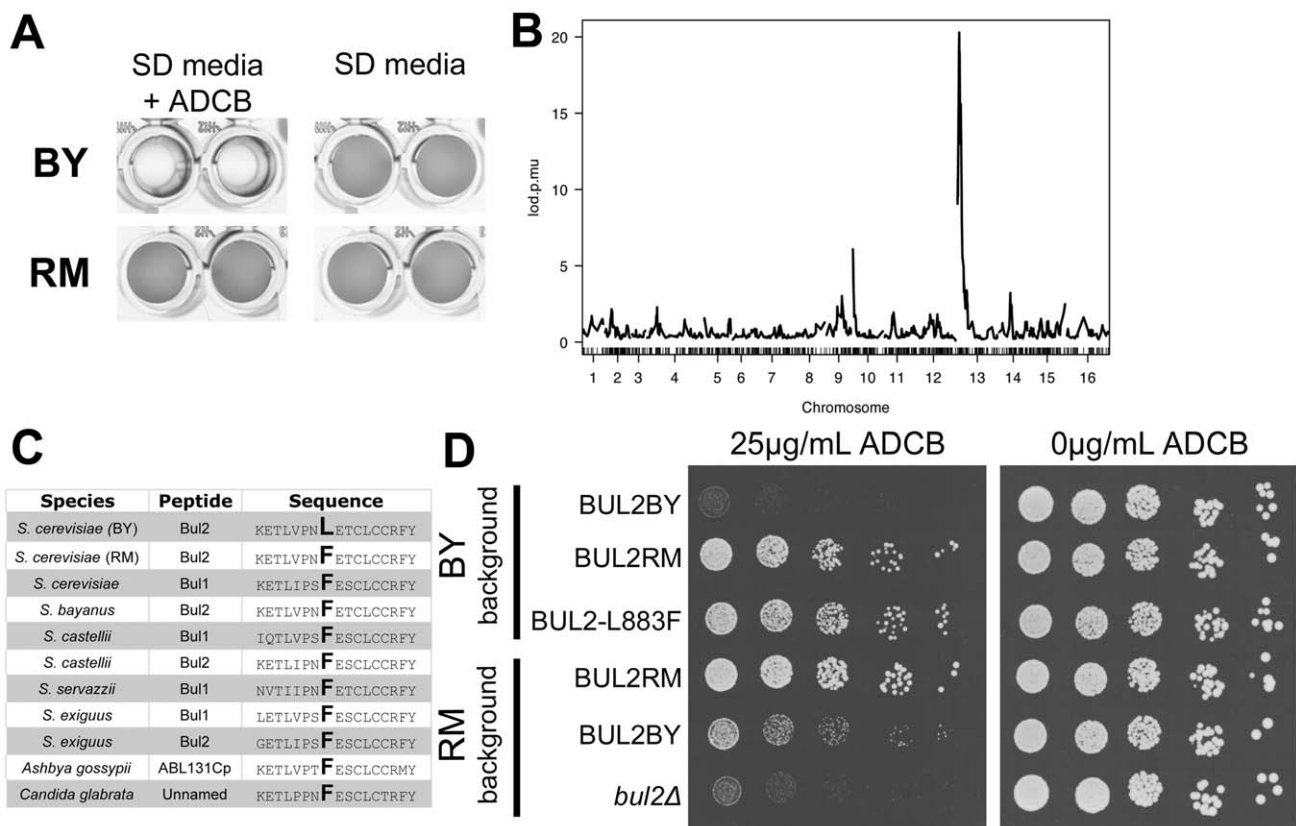 A
SD media
+ ADCB
SD media
BY
RM
B
20
15
10
5
0
lod.p.mu
1 2 3 4 5 6 7 8 9 10 11 12 13 14 15 16
Chromosome
C
Species Peptide Sequence
S. cerevisiae (BY) Bul2 KETLVPNLETCLCCRFY
S. cerevisiae (RM) Bul2 KETLVPNFETCLCCRFY
S. cerevisiae Bul1 KETLIPSFESCLCCRFY
S. bayanus Bul2 KETLVPNFETCLCCRFY
S. castellii Bul1 IQTLVPSFESCLCCRFY
S. castellii Bul2 KETLIPNFESCLCCRFY
S. servazzii Bul1 NVTIIPNFETCLCCRFY
S. exiguus Bul1 LETLVPSFESCLCCRFY
S. exiguus Bul2 GETLIPSFESCLCCRFY
Ashbya gossypii ABL131Cp KETLVPTFESCLCCRMY
Candida glabrata Unnamed KETLPPNFESCLCTRFY
D
25µg/mL ADCB 0µg/mL ADCB
BY
background
BUL2BY
BUL2RM
BUL2-L883F
RM
background
BUL2RM
BUL2BY
bul2Δ